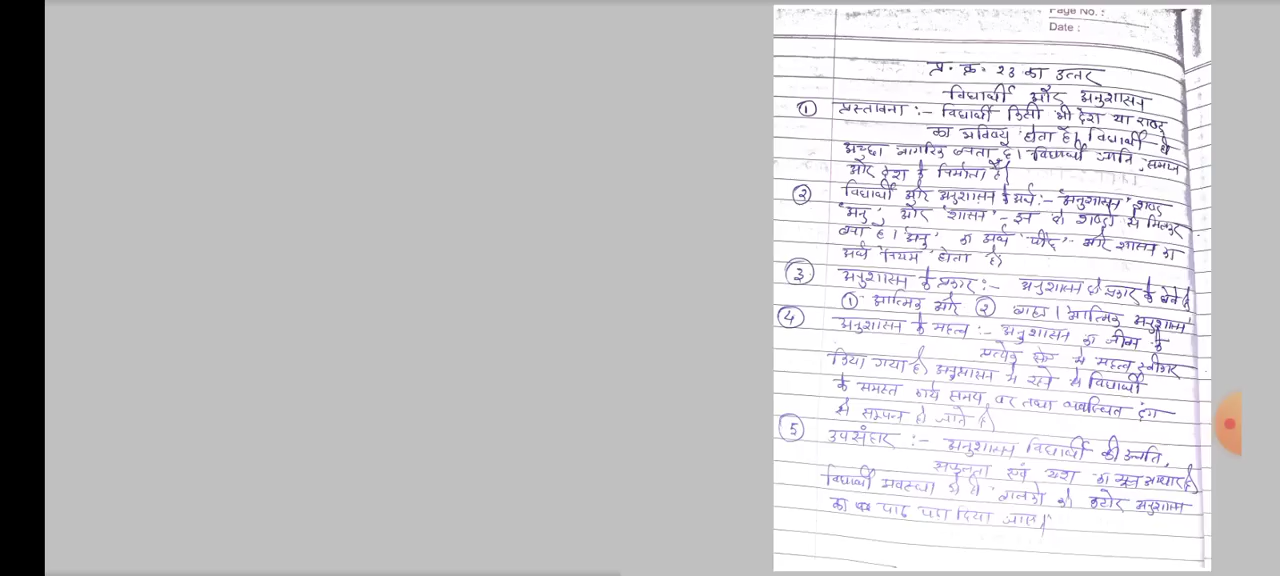 Page No. :
Date :
प्र. क्र. 23 का उत्तर
विद्यार्थी और अनुशासन
① प्रस्तावना :- विद्यार्थी किसी भी देश या राष्ट्र
का भविष्य होता है। विद्यार्थी ही
अच्छा नागरिक बनता है। विद्यार्थी जाति, समाज
और देश के निर्माता है।
② विद्यार्थी और अनुशासन के अर्थ :- 'अनुशासन' शब्द
'अनु' और 'शासन' - इन दो शब्दों से मिलकर
बना है। 'अनु' का अर्थ 'पीछे' और शासन का
अर्थ 'नियम' होता है।
③ अनुशासन के प्रकार :- अनुशासन दो प्रकार के होते हैं
① आत्मिक और ② बाह्य। आत्मिक अनुशासन
④ अनुशासन के महत्व :- अनुशासन का जीवन के
प्रत्येक क्षेत्र में महत्व स्वीकार
किया गया है। अनुशासन में रहने से विद्यार्थी
के समस्त कार्य समय पर तथा व्यवस्थित ढंग
से सम्पन्न हो जाते हैं।
⑤ उपसंहार :- अनुशासन विद्यार्थी की उन्नति,
सफलता एवं यश का मूल आधार है।
विद्यार्थी अवस्था से ही बालकों को कठोर अनुशासन
का पाठ पढ़ा दिया जाए।